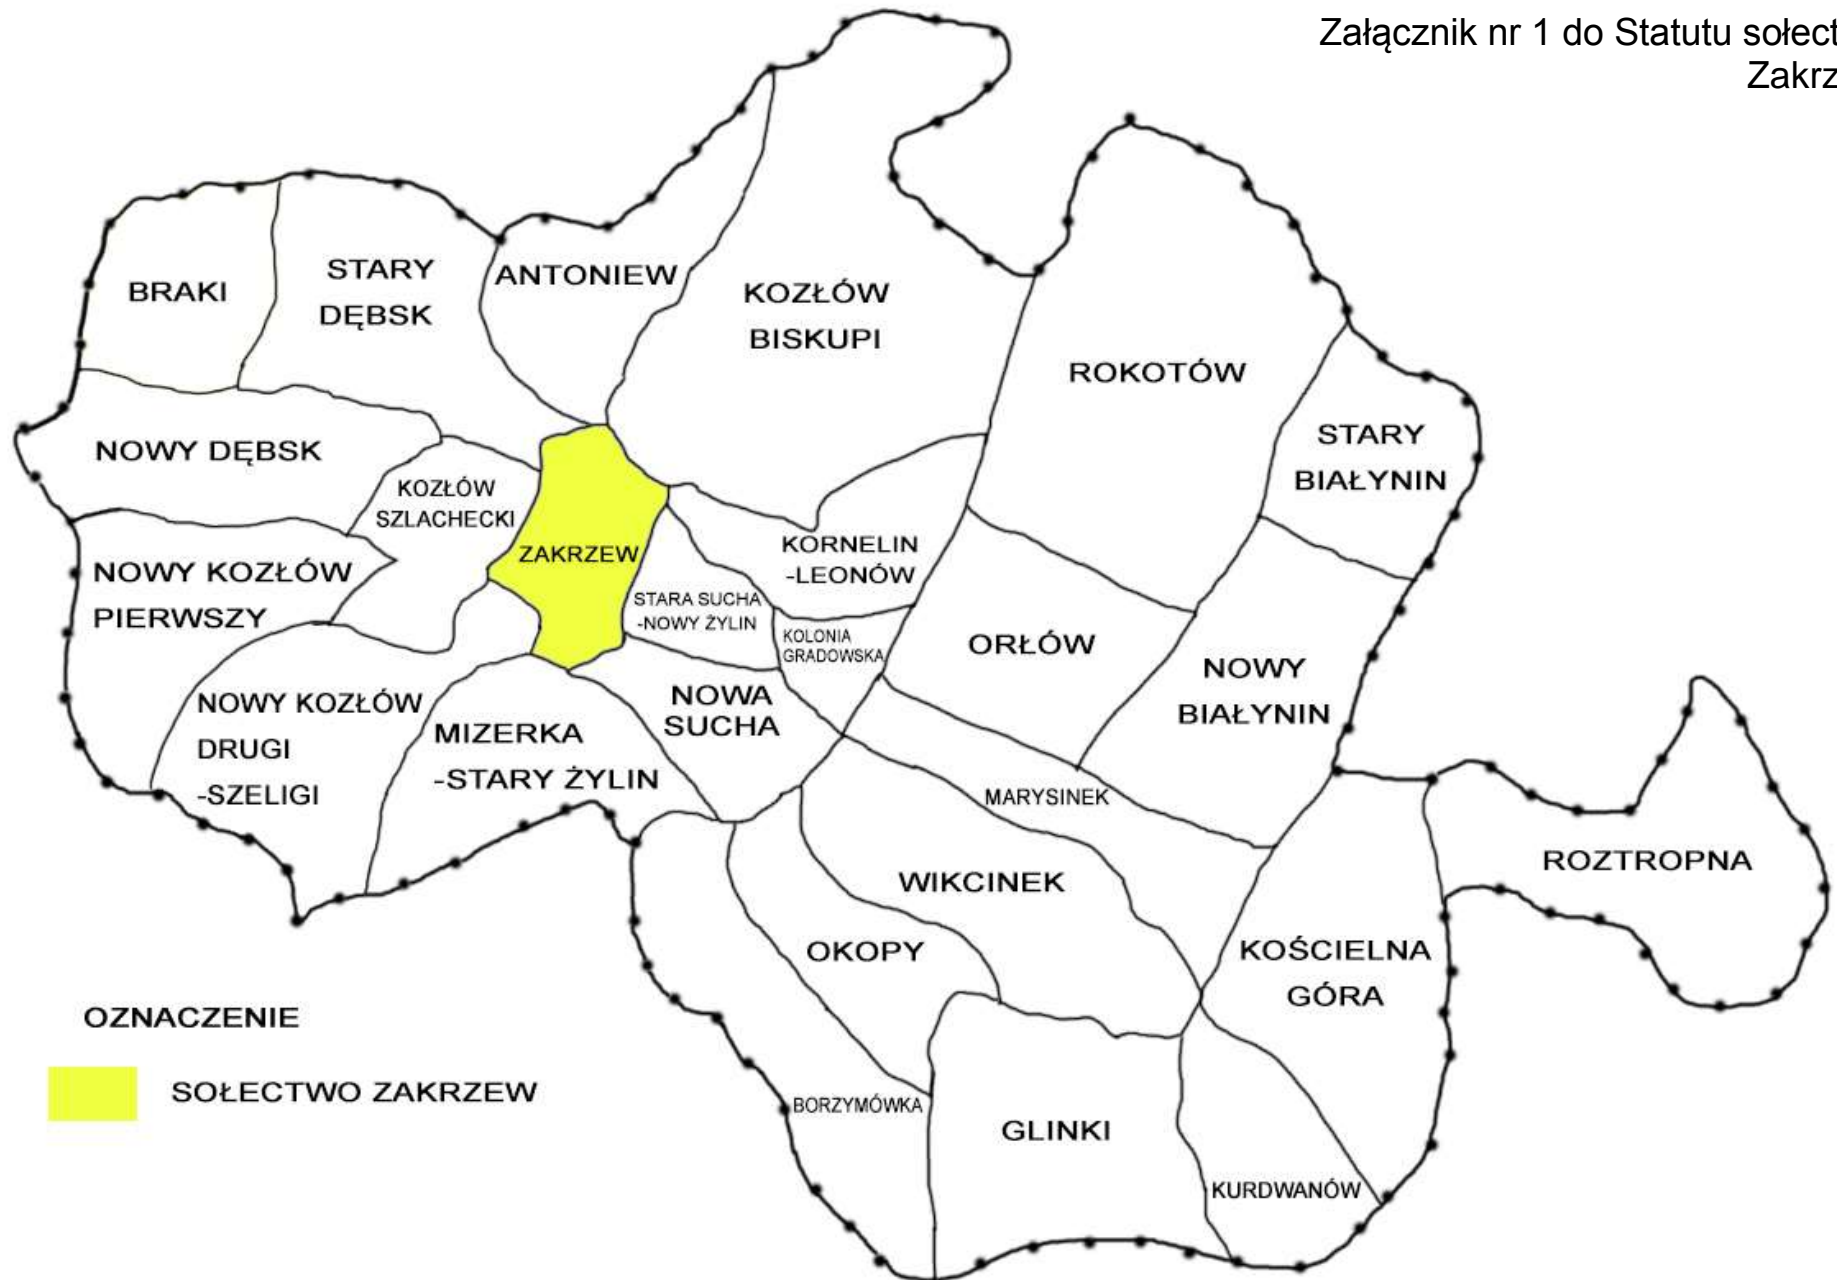 Załącznik nr 1 do Statutu sołect
Zakrz
BRAKI
STARY
DĘBSK
ANTONIEW
KOZŁÓW
BISKUPI
ROKOTÓW
STARY
BIAŁYNIN
NOWY DĘBSK
KOZŁÓW
SZLACHECKI
ZAKRZEW
KORNELIN
-LEONÓW
NOWY KOZŁÓW
PIERWSZY
STARA SUCHA
-NOWY ŻYLIN
KOLONIA
GRADOWSKA
ORŁÓW
NOWY
BIAŁYNIN
NOWY KOZŁÓW
DRUGI
-SZELIGI
MIZERKA
-STARY ŻYLIN
NOWA
SUCHA
MARYSINEK
ROZTROPNA
WIKCINEK
OKOPY
KOŚCIELNA
GÓRA
OZNACZENIE
SOŁECTWO ZAKRZEW
BORZYMÓWKA
GLINKI
KURDWANÓW